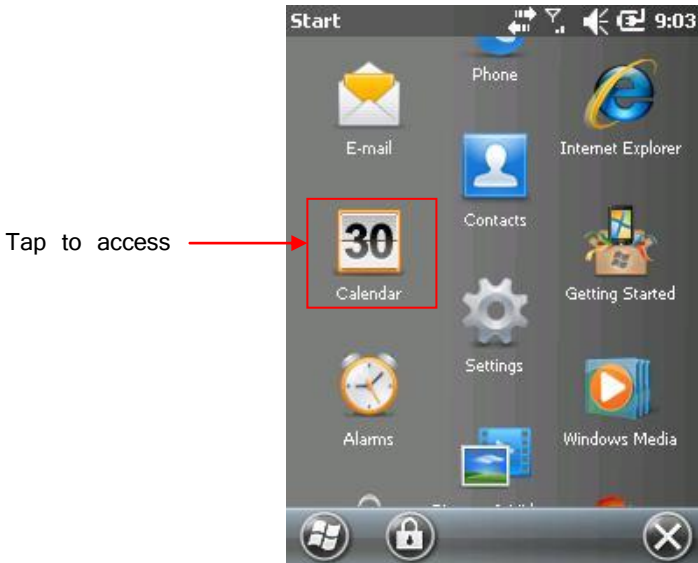 Start 9:03
Phone
E-mail
Internet Explorer
Contacts
Tap to access
30
Calendar
Getting Started
Settings
Alarms
Windows Media